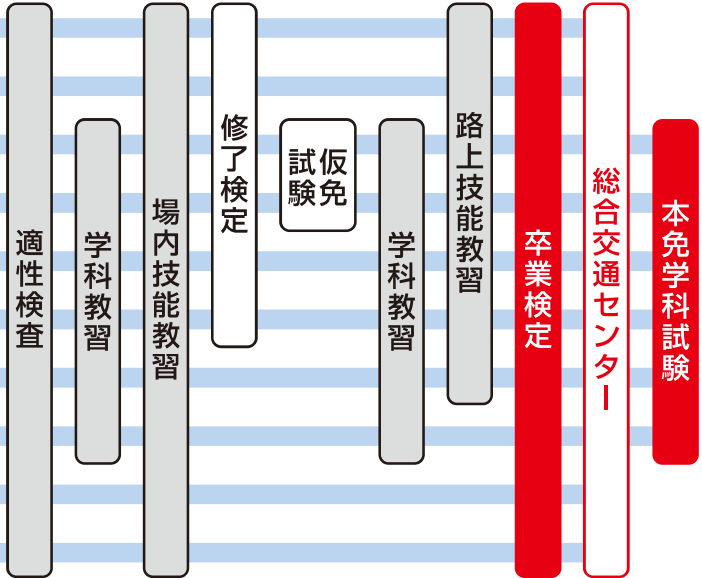 適性検査
学科教習
場内技能教習
修了検定
仮免
試験
学科教習
路上技能教習
卒業検定
総合交通センター
本免学科試験